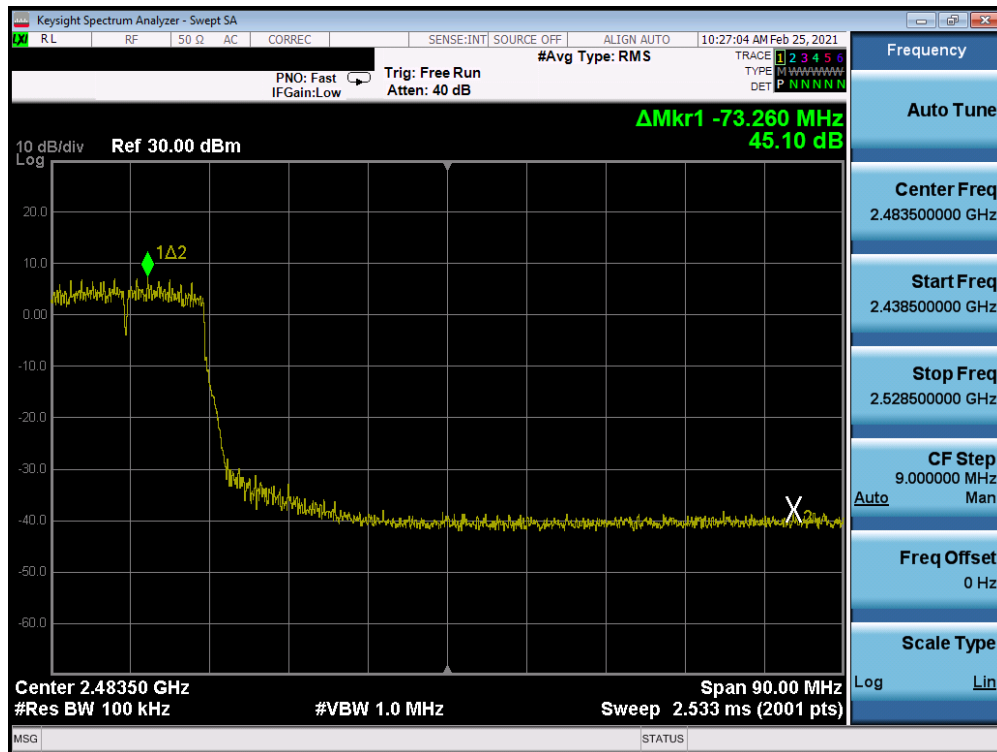 Keysight Spectrum Analyzer - Swept SA
LXI RL RF 50 Ω AC CORREC SENSE:INT SOURCE OFF ALIGN AUTO 10:27:04 AM Feb 25, 2021
#Avg Type: RMS
TRACE 1 2 3 4 5 6
TYPE M W W W W W
DET P N N N N N
PNO: Fast
IFGain:Low
Trig: Free Run
Atten: 40 dB
ΔMkr1 -73.260 MHz
45.10 dB
10 dB/div
Log
Ref 30.00 dBm
20.0
10.0
0.00
-10.0
-20.0
-30.0
-40.0
-50.0
-60.0
1Δ2
X2
Center 2.48350 GHz
Span 90.00 MHz
#Res BW 100 kHz
#VBW 1.0 MHz
Sweep 2.533 ms (2001 pts)
MSG
STATUS
Frequency
Auto Tune
Center Freq
2.483500000 GHz
Start Freq
2.438500000 GHz
Stop Freq
2.528500000 GHz
CF Step
9.000000 MHz
Auto Man
Freq Offset
0 Hz
Scale Type
Log Lin